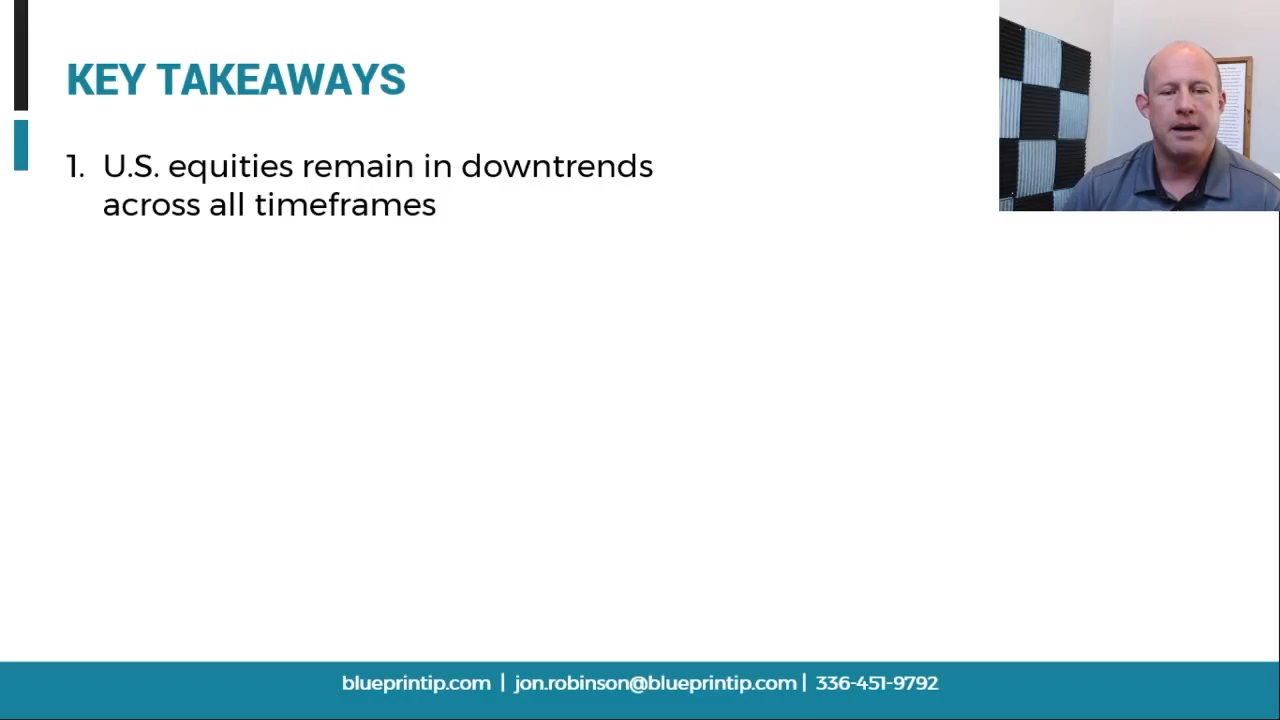 KEY TAKEAWAYS
1. U.S. equities remain in downtrends
across all timeframes
blueprintip.com | jon.robinson@blueprintip.com | 336-451-9792